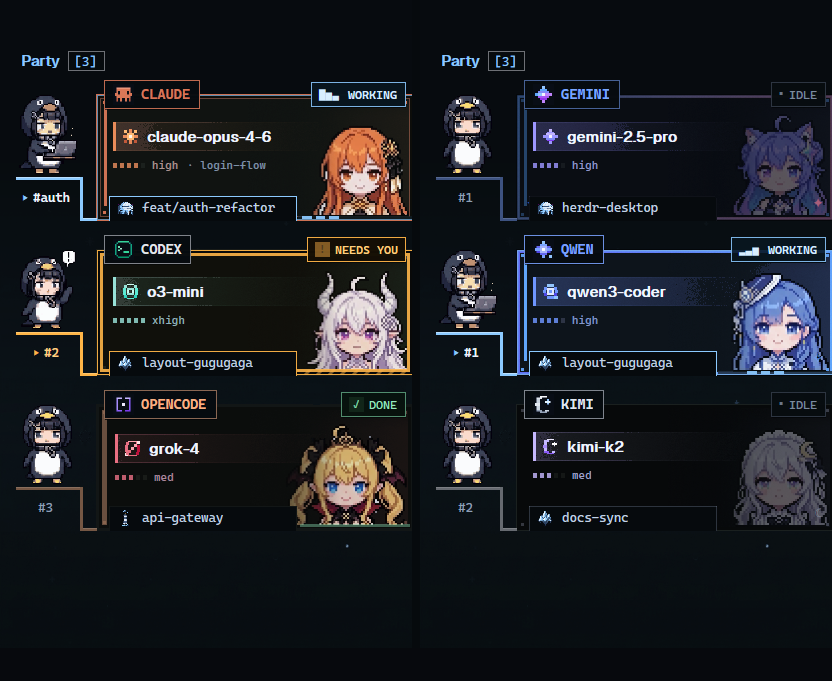 Party [3]
CLAUDE
WORKING
claude-opus-4-6
high · login-flow
▸ #auth
feat/auth-refactor
CODEX
! NEEDS YOU
!
o3-mini
xhigh
▸ #2
layout-gugugaga
OPENCODE
✓ DONE
grok-4
med
#3
api-gateway
Party [3]
GEMINI
IDLE
gemini-2.5-pro
high
#1
herdr-desktop
QWEN
WORKING
qwen3-coder
high
▸ #1
layout-gugugaga
KIMI
IDLE
kimi-k2
med
#2
docs-sync